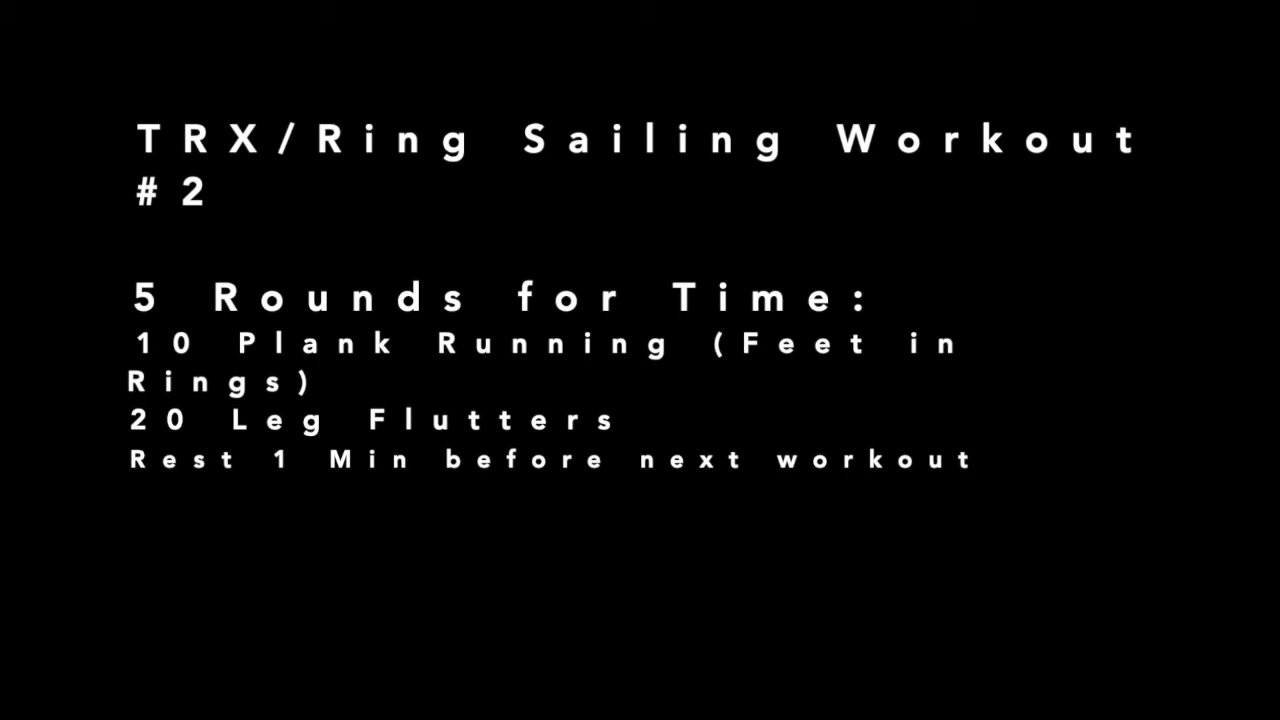 TRX/Ring Sailing Workout
#2
5 Rounds for Time:
10 Plank Running (Feet in
Rings)
20 Leg Flutters
Rest 1 Min before next workout